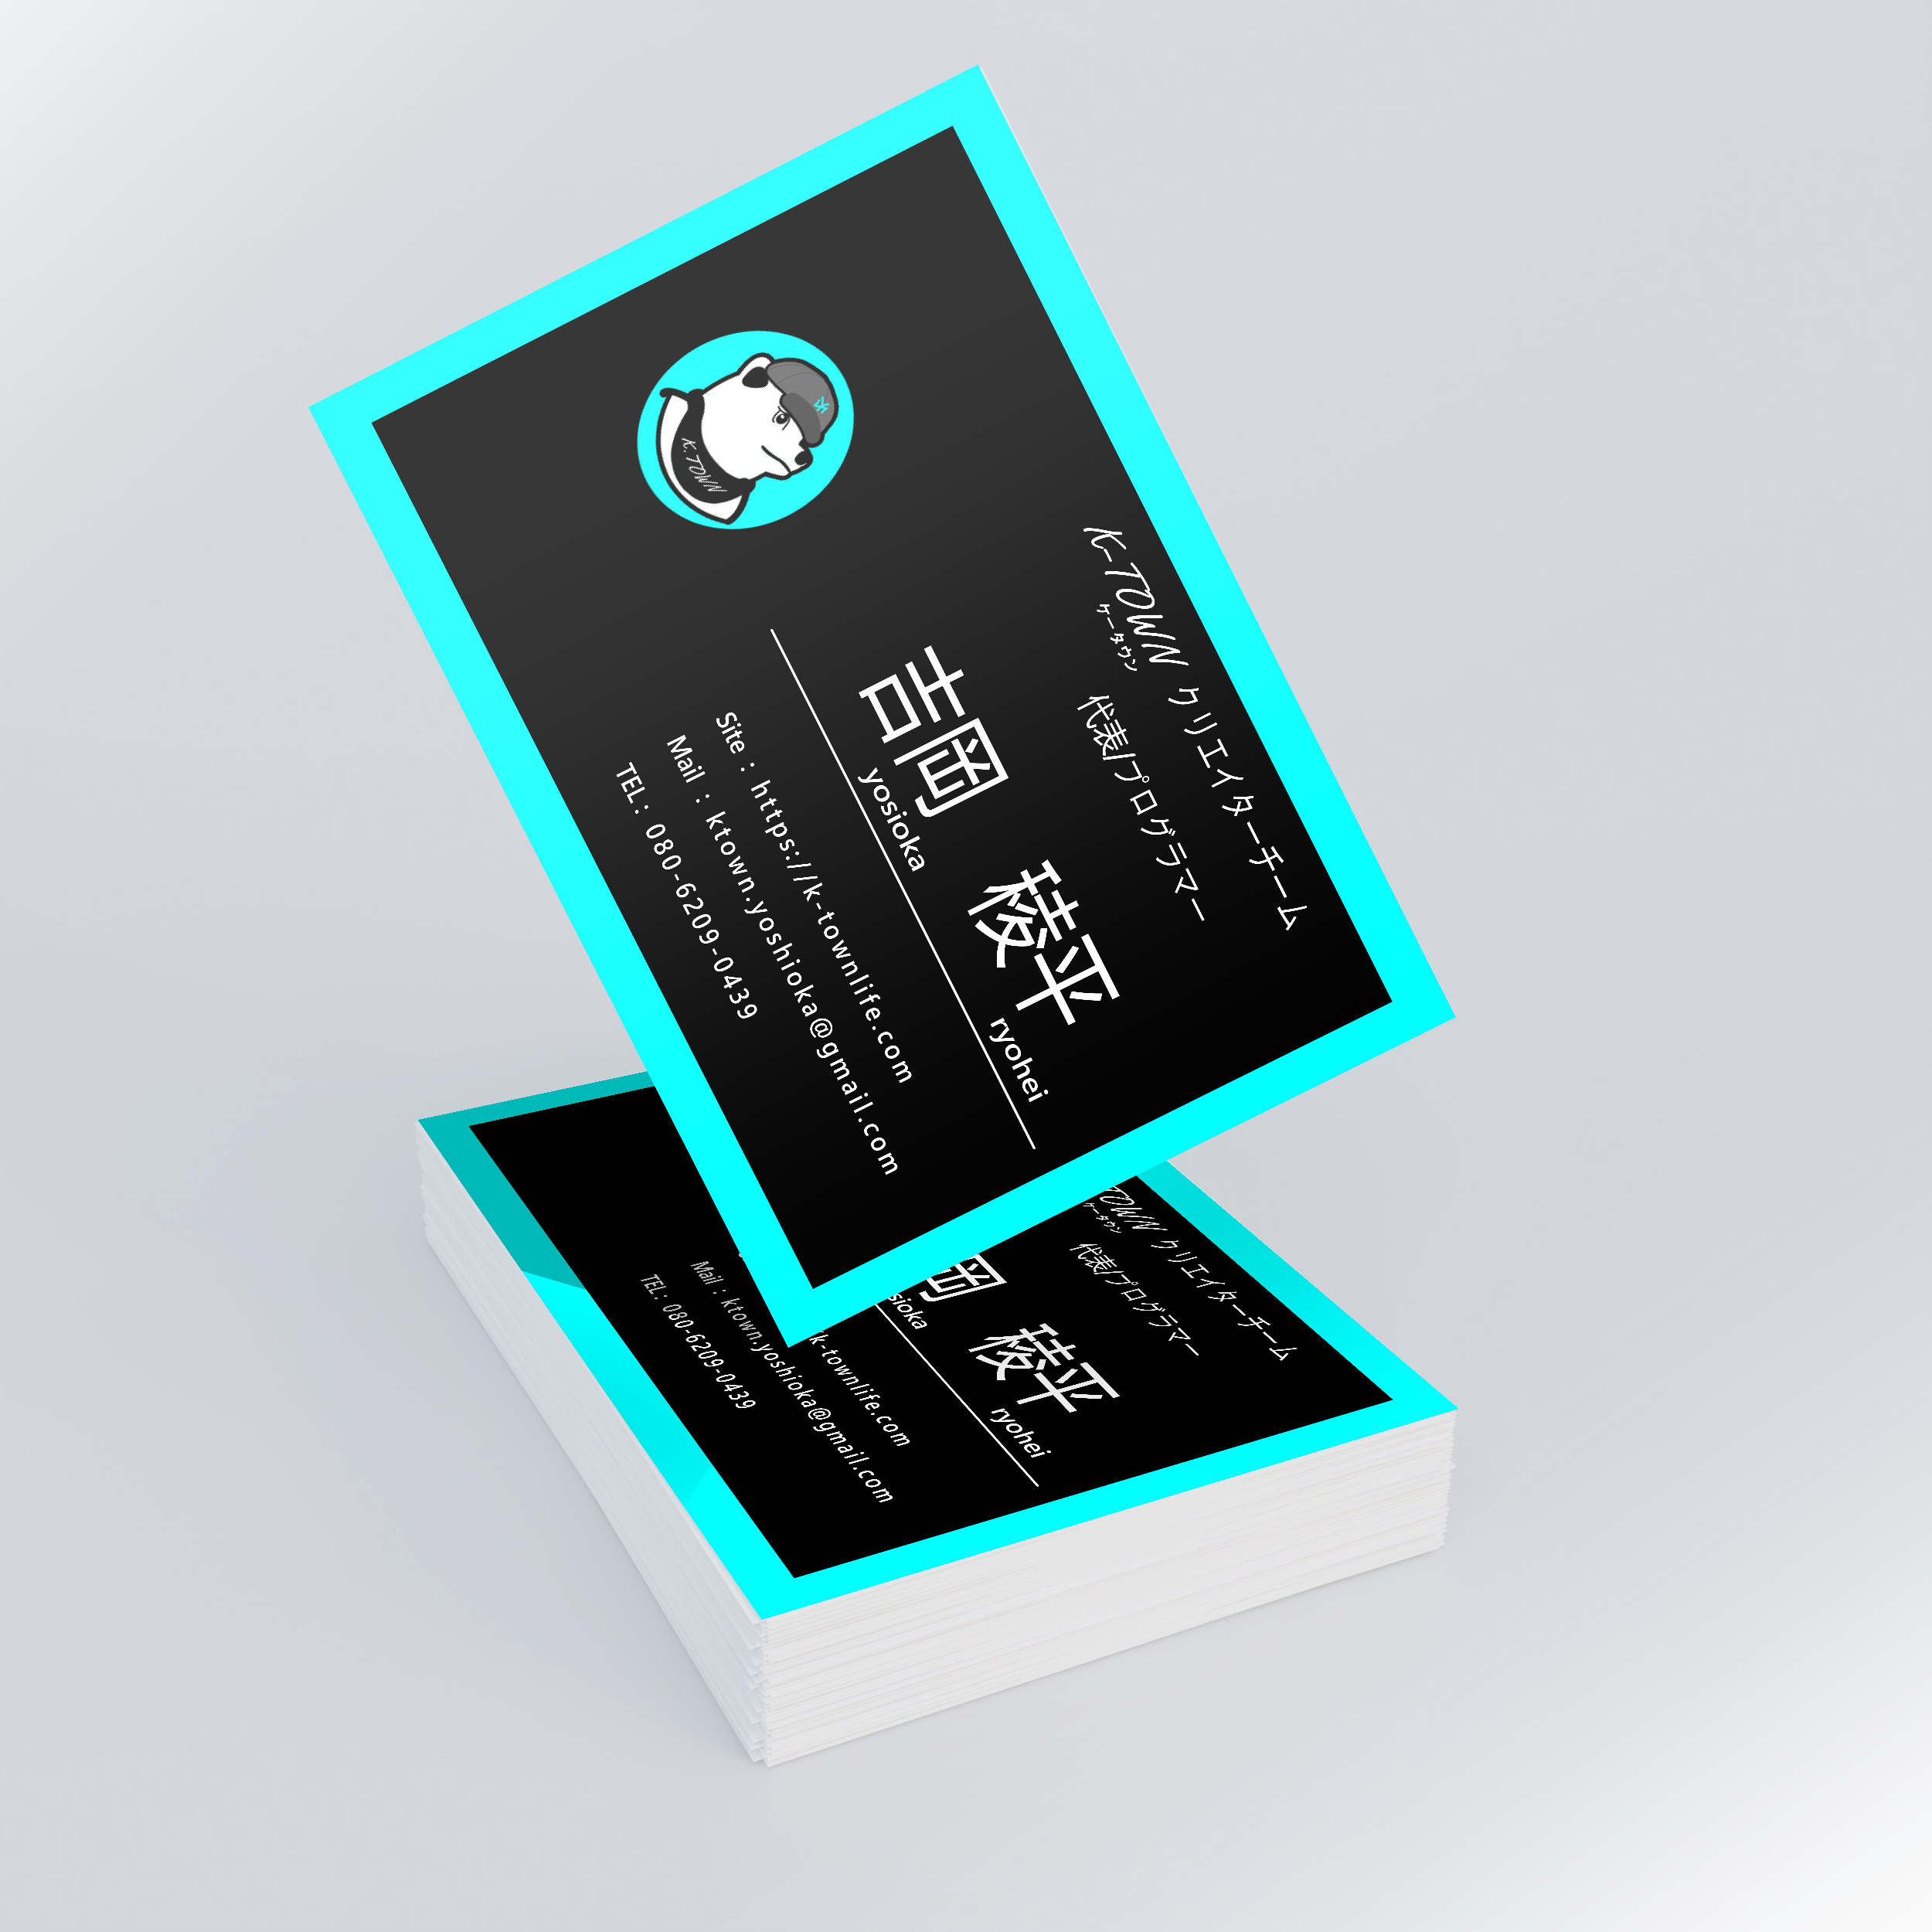 K-TOWN クリエイターチーム
ケータウン
代表/プログラマー
吉岡 稜平
yosioka ryohei
Site : https://k-townlife.com
Mail : ktown.yoshioka@gmail.com
TEL : 080-6209-0439
K.TOWN
TOWN クリエイターチーム
ケータウン
代表/プログラマー
岡 稜平
sioka ryohei
k-townlife.com
Mail : ktown.yoshioka@gmail.com
TEL : 080-6209-0439